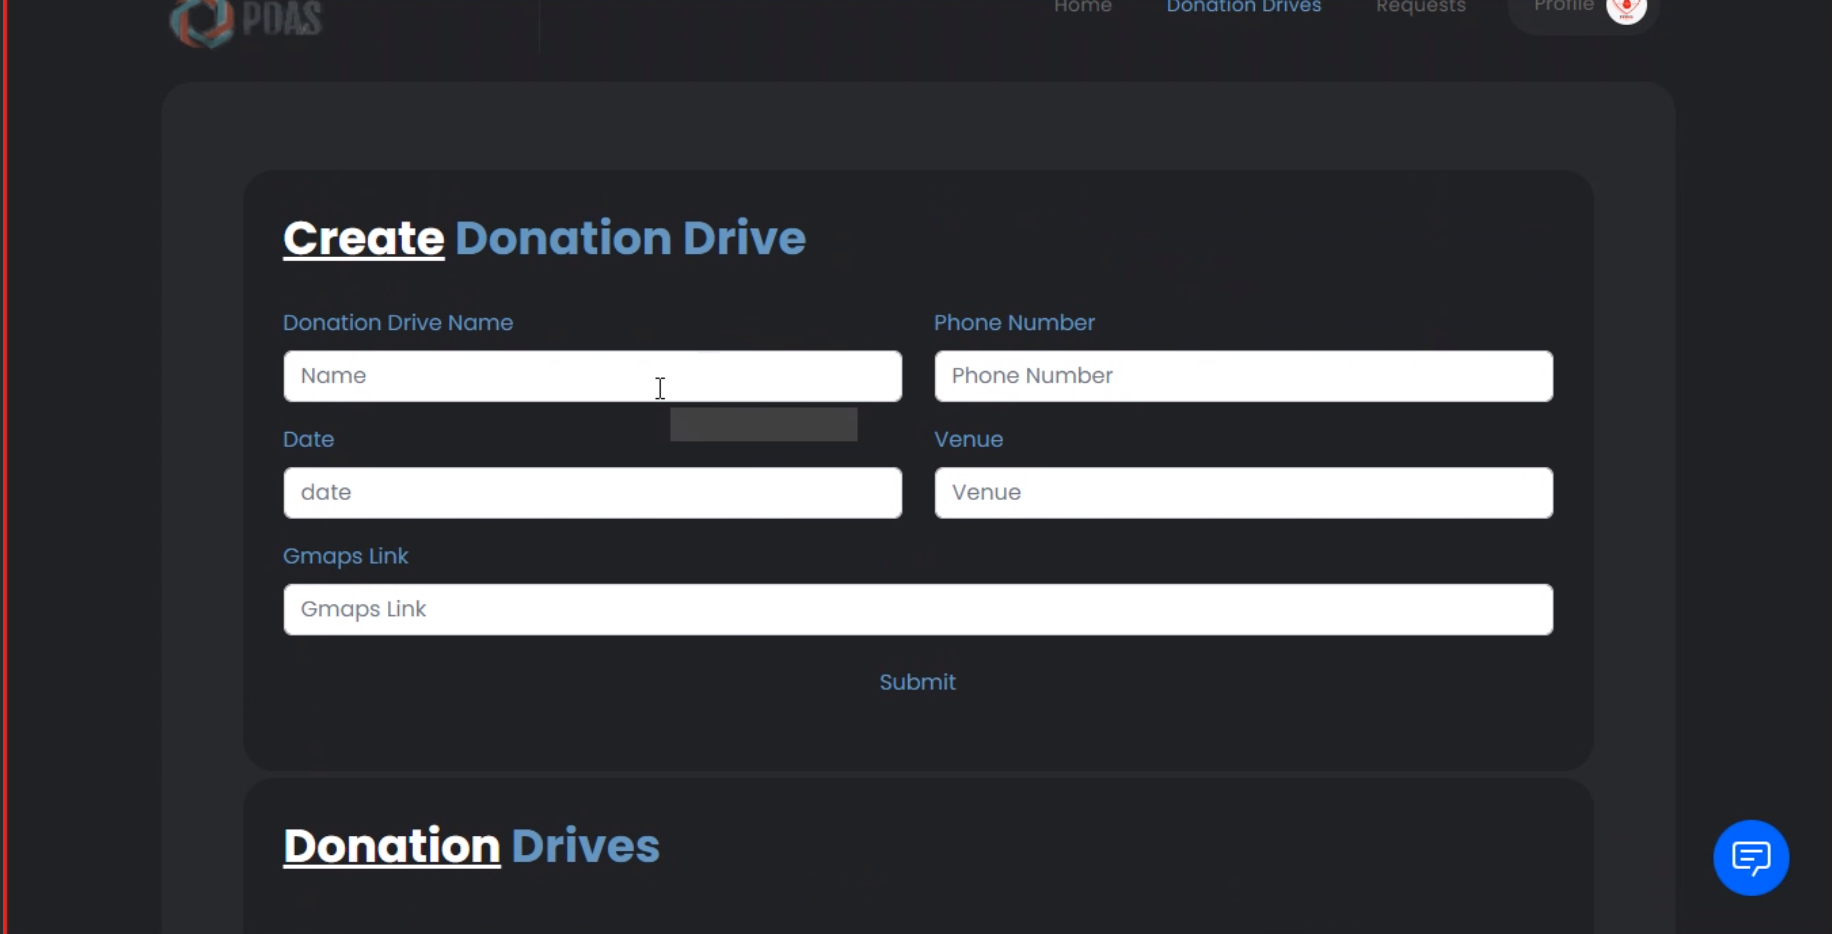 PDAS
Home Donation Drives Requests Profile
Create Donation Drive
Donation Drive Name Phone Number
Name Phone Number
Date Venue
date Venue
Gmaps Link
Gmaps Link
Submit
Donation Drives